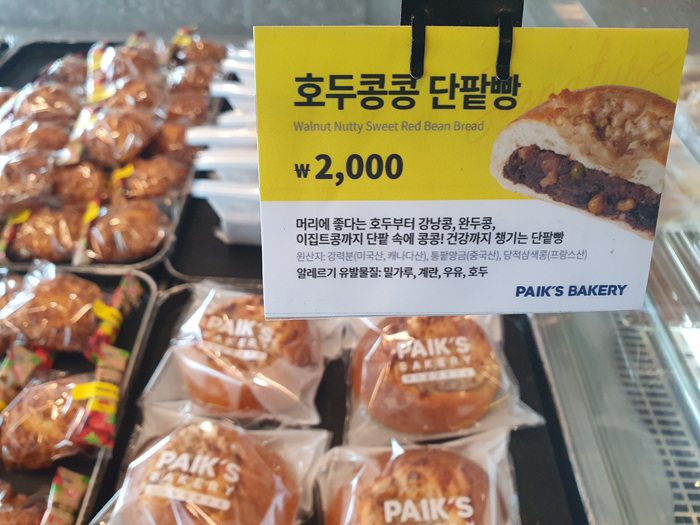 호두콩콩 단팥빵
Walnut Nutty Sweet Red Bean Bread
₩ 2,000
머리에 좋다는 호두부터 강낭콩, 완두콩,
이집트콩까지 단팥 속에 콩콩! 건강까지 챙기는 단팥빵
원산지: 강력분(미국산, 캐나다산), 통팥앙금(중국산), 당적삼색콩(프랑스산)
알레르기 유발물질: 밀가루, 계란, 우유, 호두
PAIK'S BAKERY
PAIK'S
BAKERY
PAIK'S
BAKERY
PAIK'S
BAKERY
PAIK'S